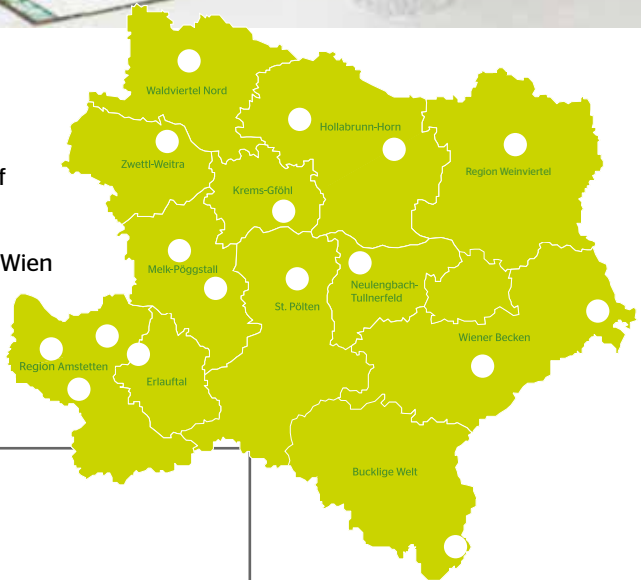 Waldviertel Nord
Hollabrunn-Horn
Zwettl-Weitra
Region Weinviertel
f
Krems-Gföhl
Wien
Melk-Pöggstall
Neulengbach-
Tullnerfeld
St. Pölten
Wiener Becken
Region Amstetten
Erlauftal
Bucklige Welt